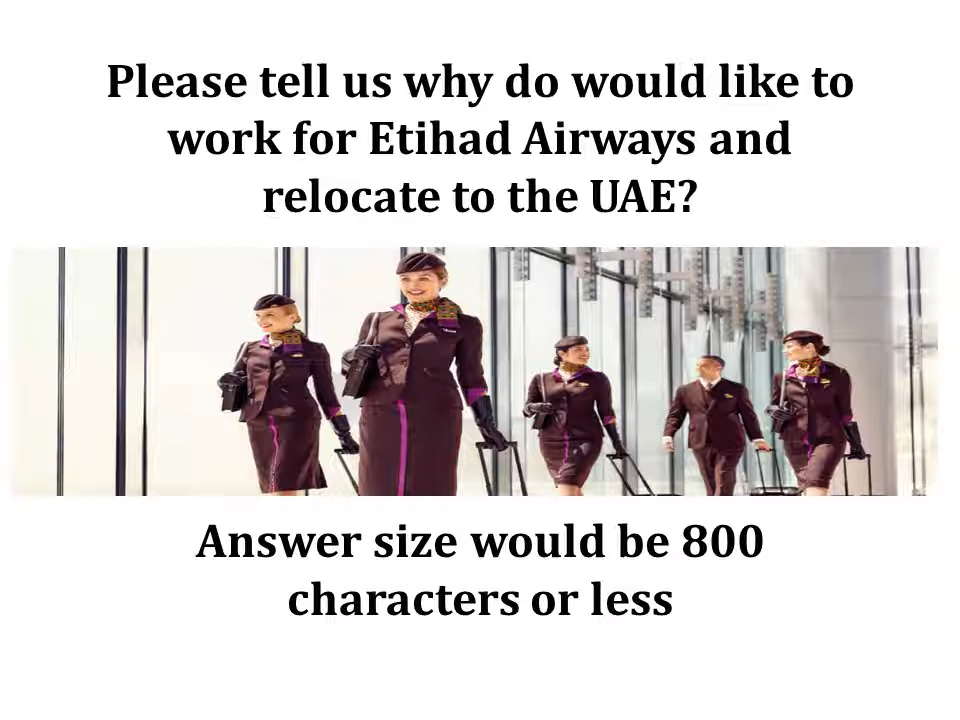 Please tell us why do would like to
work for Etihad Airways and
relocate to the UAE?
Answer size would be 800
characters or less